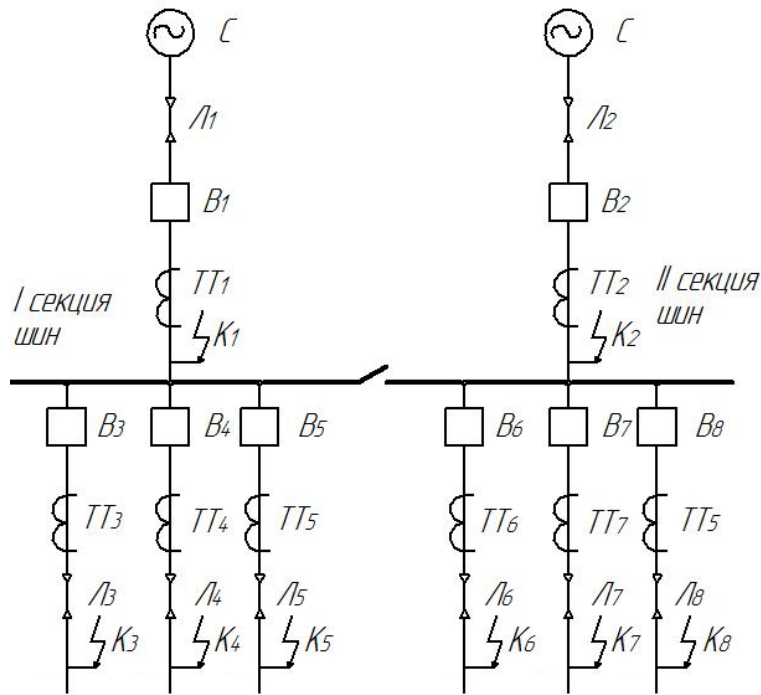 С С
Л1 Л2
В1 В2
I секция шин
ТТ1 ТТ2
II секция шин
К1 К2
В3 В4 В5 В6 В7 В8
ТТ3 ТТ4 ТТ5 ТТ6 ТТ7 ТТ5
Л3 Л4 Л5 Л6 Л7 Л8
К3 К4 К5 К6 К7 К8